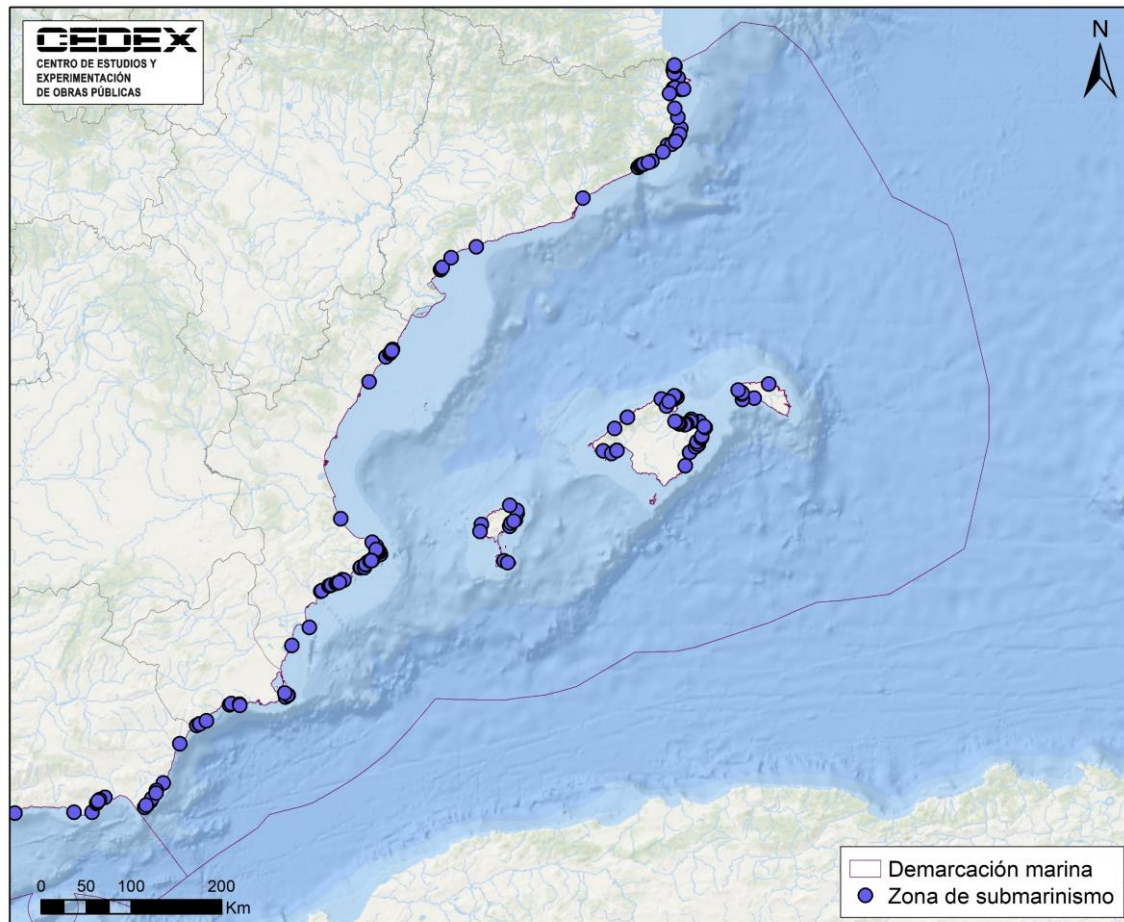 CEDEX
CENTRO DE ESTUDIOS Y
EXPERIMENTACIÓN
DE OBRAS PÚBLICAS
N
0 50 100 200
Km
Demarcación marina
Zona de submarinismo